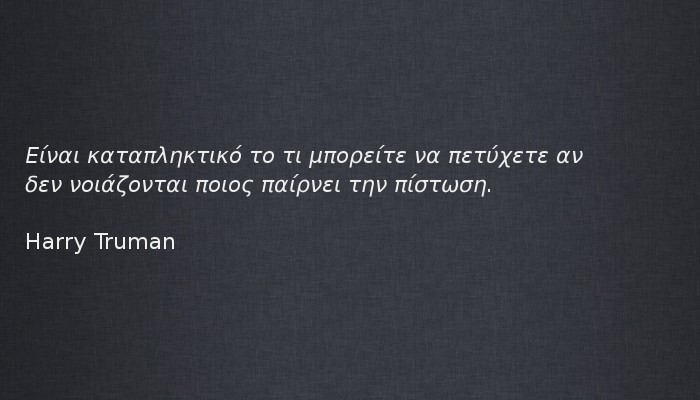 Είναι καταπληκτικό το τι μπορείτε να πετύχετε αν
δεν νοιάζονται ποιος παίρνει την πίστωση.
Harry Truman